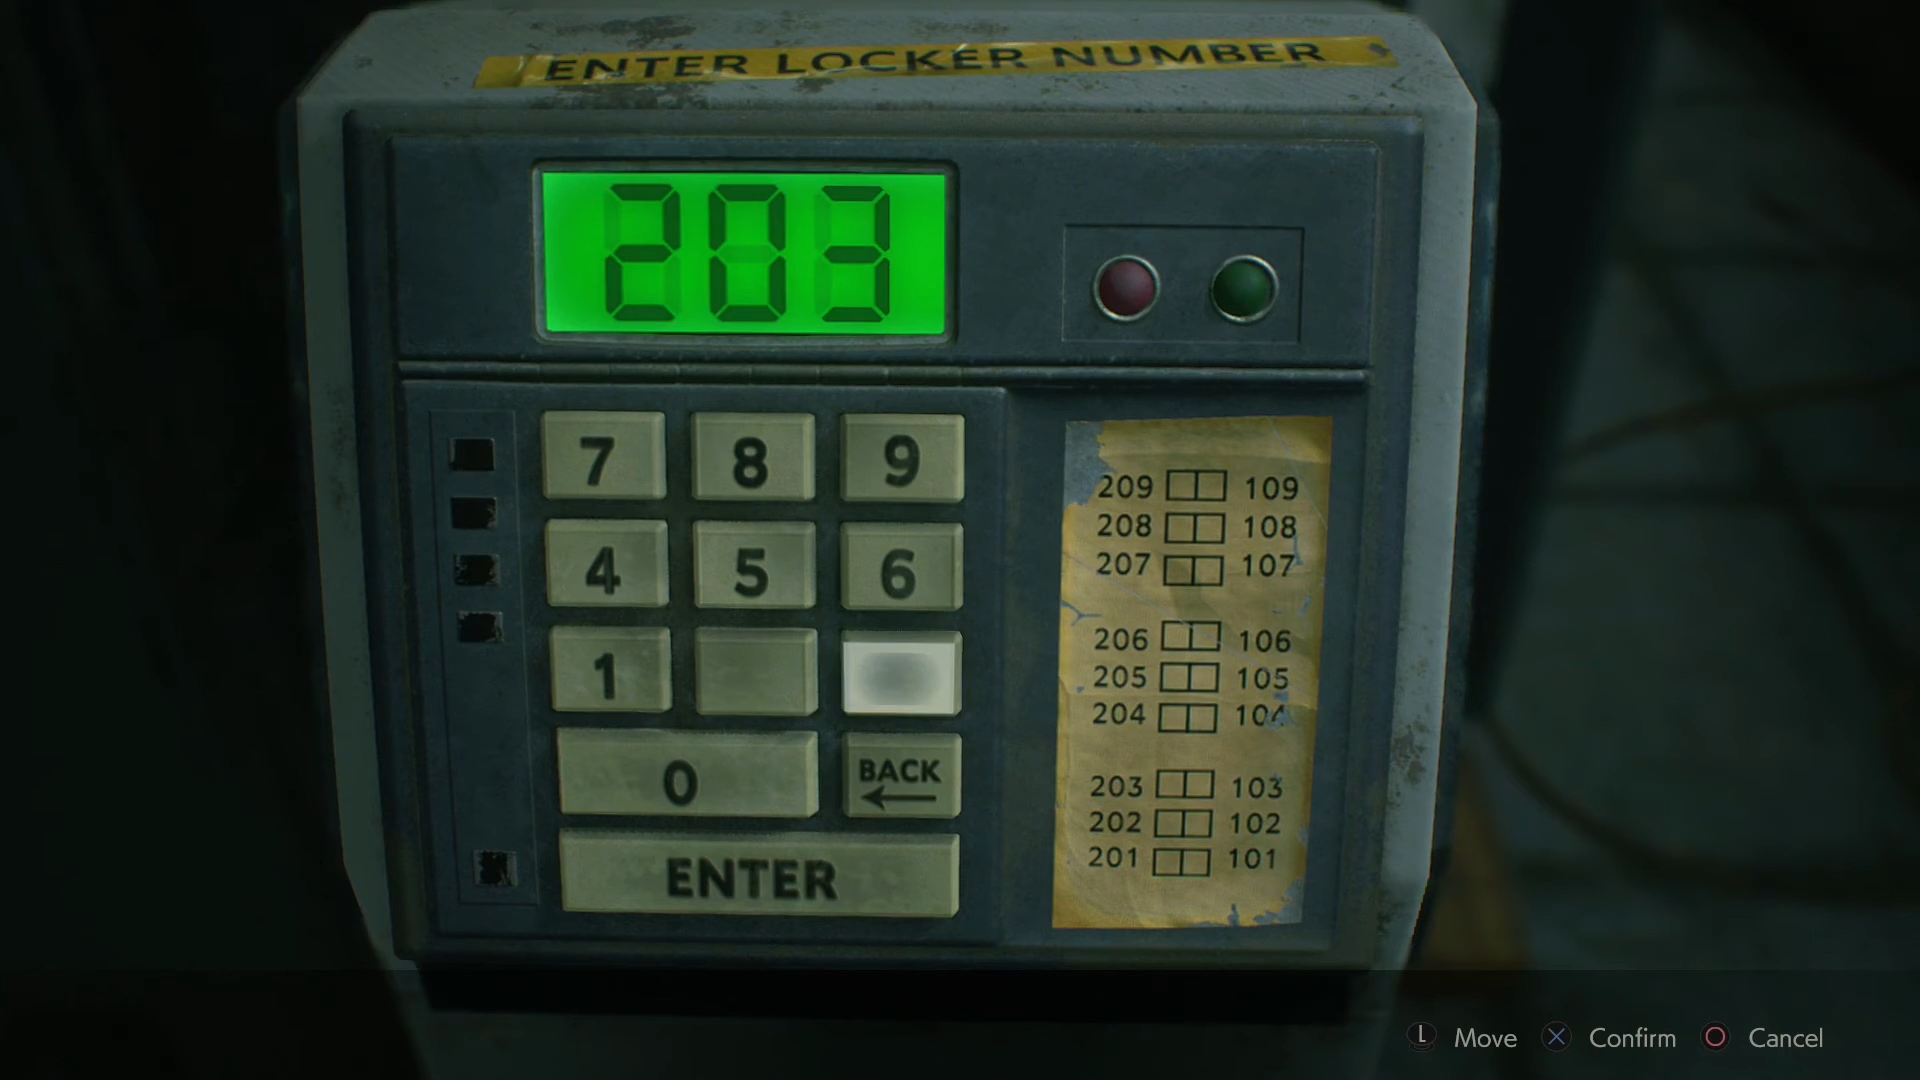 ENTER LOCKER NUMBER
203
7 8 9
4 5 6
1
0 BACK
ENTER
209 109
208 108
207 107
206 106
205 105
204 104
203 103
202 102
201 101
L Move Confirm Cancel